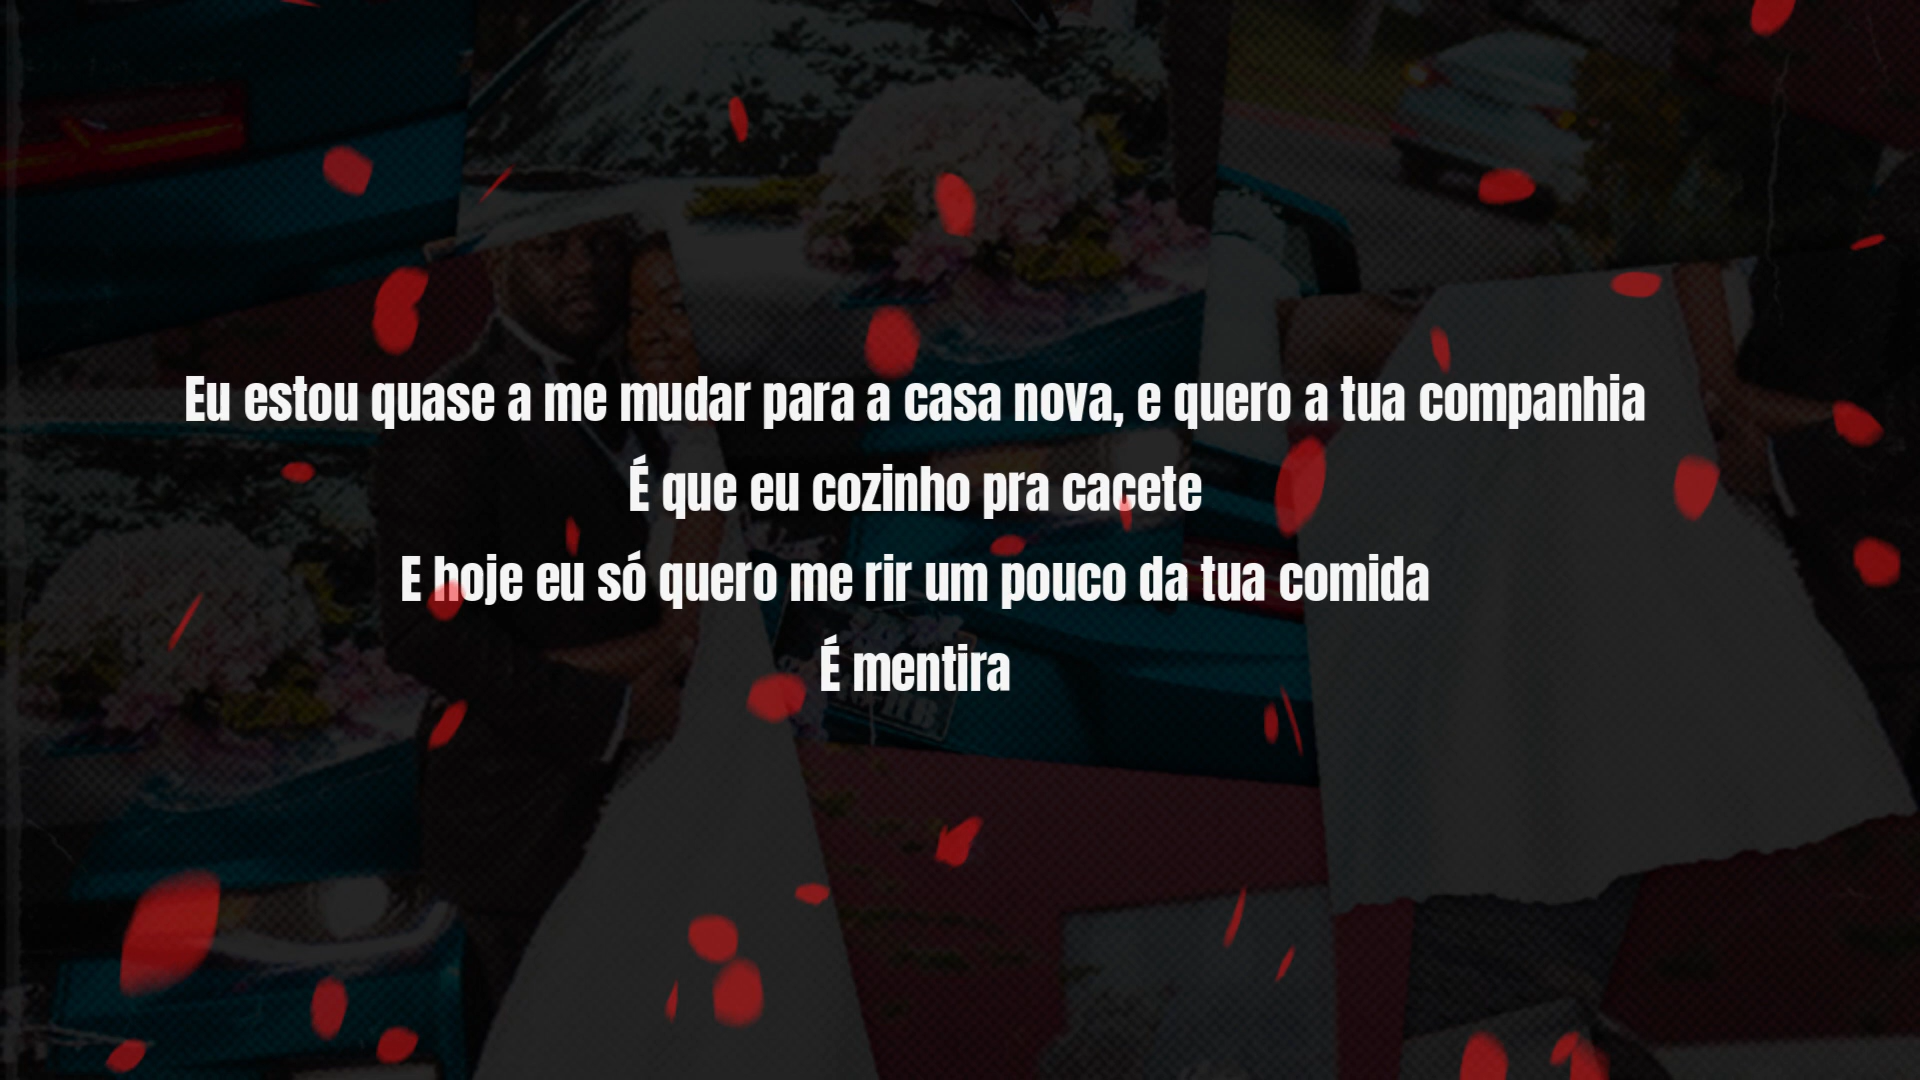 Eu estou quase a me mudar para a casa nova, e quero a tua companhia
É que eu cozinho pra cacete
E hoje eu só quero me rir um pouco da tua comida
É mentira